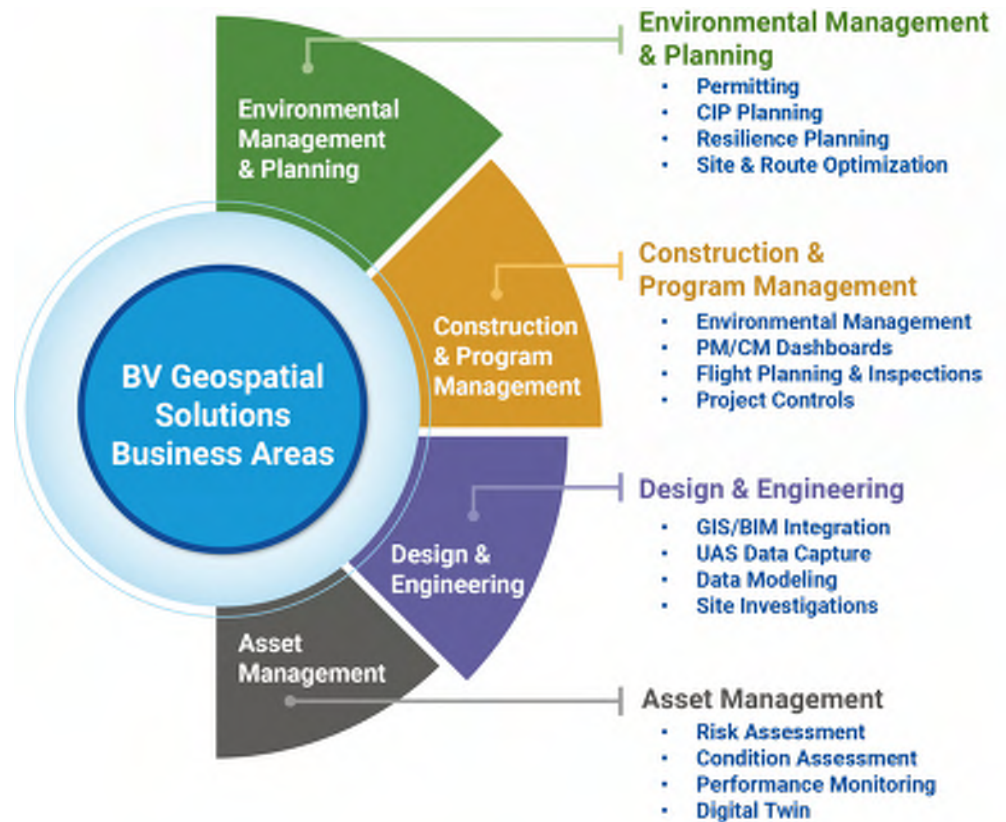 Environmental Management
& Planning
• Permitting
• CIP Planning
• Resilience Planning
• Site & Route Optimization
Environmental
Management
& Planning
Construction &
Program Management
• Environmental Management
• PM/CM Dashboards
• Flight Planning & Inspections
• Project Controls
Construction
& Program
Management
BV Geospatial
Solutions
Business Areas
Design & Engineering
• GIS/BIM Integration
• UAS Data Capture
• Data Modeling
• Site Investigations
Design &
Engineering
Asset
Management
Asset Management
• Risk Assessment
• Condition Assessment
• Performance Monitoring
• Digital Twin